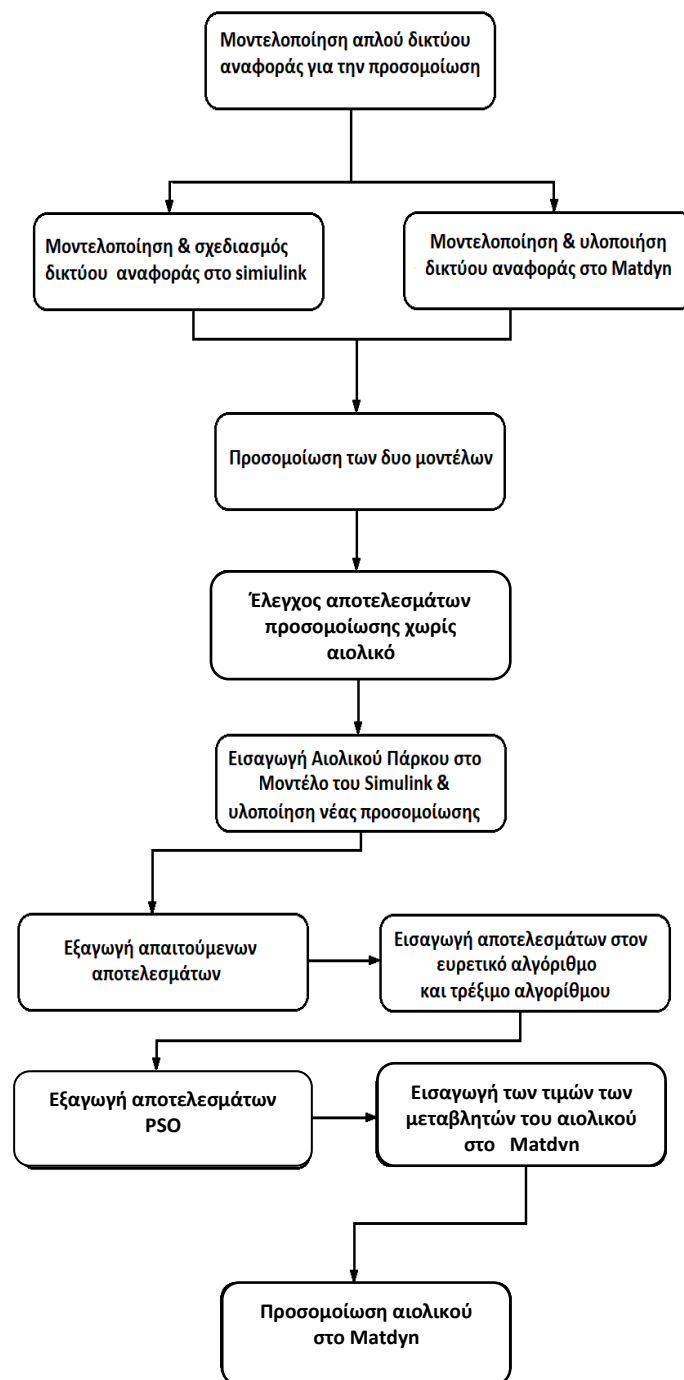 Μοντελοποίηση απλού δικτύου
αναφοράς για την προσομοίωση
Μοντελοποίηση & σχεδιασμός
δικτύου αναφοράς στο simiulink
Μοντελοποίηση & υλοποιήση
δικτύου αναφοράς στο Matdyn
Προσομοίωση των δυο μοντέλων
Έλεγχος αποτελεσμάτων
προσομοίωσης χωρίς
αιολικό
Εισαγωγή Αιολικού Πάρκου στο
Μοντέλο του Simulink &
υλοποίηση νέας προσομοίωσης
Εξαγωγή απαιτούμενων
αποτελεσμάτων
Εισαγωγή αποτελεσμάτων στον
ευρετικό αλγόριθμο
και τρέξιμο αλγορίθμου
Εξαγωγή αποτελεσμάτων
PSO
Εισαγωγή των τιμών των
μεταβλητών του αιολικού
στο Matdvn
Προσομοίωση αιολικού
στο Matdyn